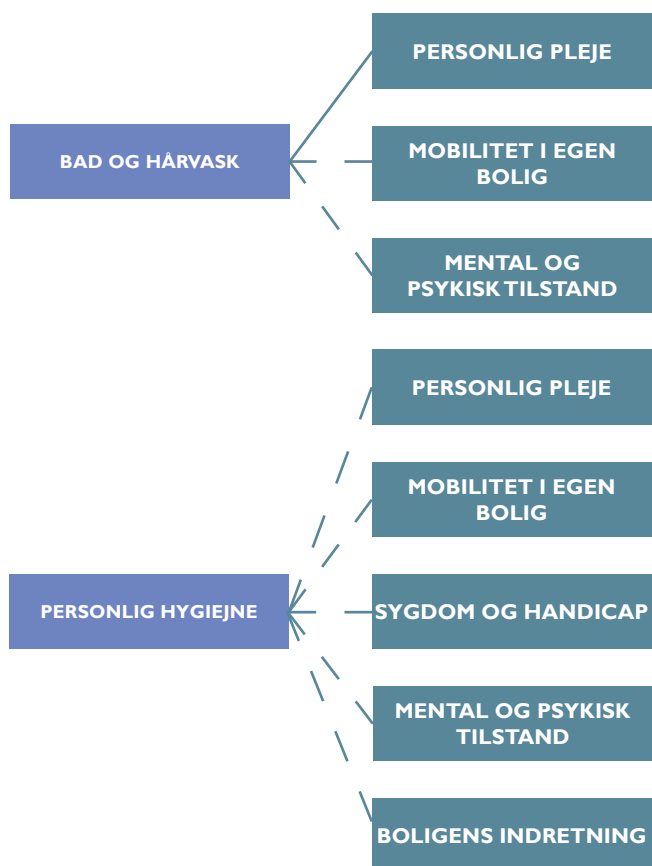 PERSONLIG PLEJE
BAD OG HÅRVASK
MOBILITET I EGEN
BOLIG
MENTAL OG
PSYKISK TILSTAND
PERSONLIG PLEJE
MOBILITET I EGEN
BOLIG
PERSONLIG HYGIEJNE
SYGDOM OG HANDICAP
MENTAL OG PSYKISK
TILSTAND
BOLIGENS INDRETNING